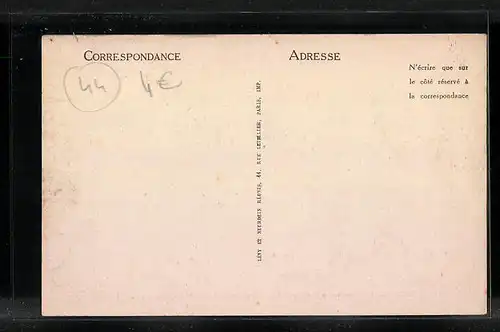 CORRESPONDANCE
ADRESSE
44
4€
N'écrire que sur
le côté réservé à
la correspondance
LÉVY ET NEURDEIN RÉUNIS, 44, RUE LETELLIER, PARIS, IMP.